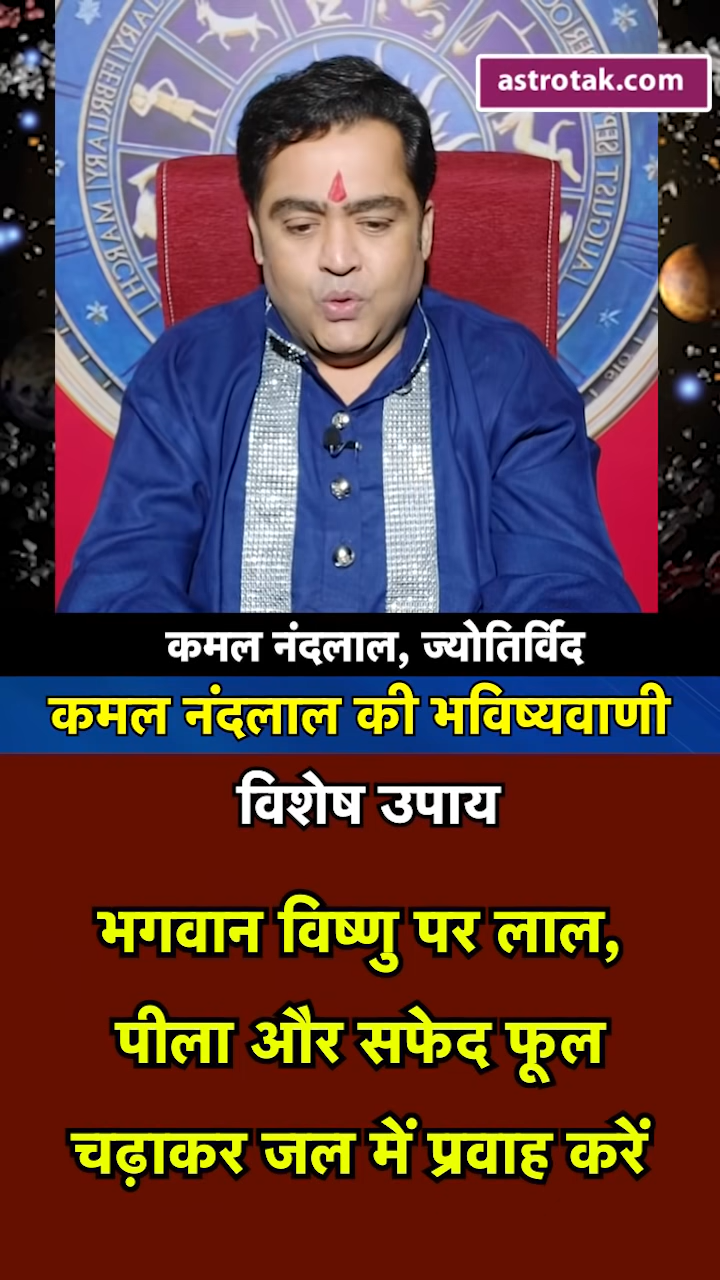 astrotak.com
कमल नंदलाल, ज्योतिर्विद
कमल नंदलाल की भविष्यवाणी
विशेष उपाय
भगवान विष्णु पर लाल,
पीला और सफेद फूल
चढ़ाकर जल में प्रवाह करें